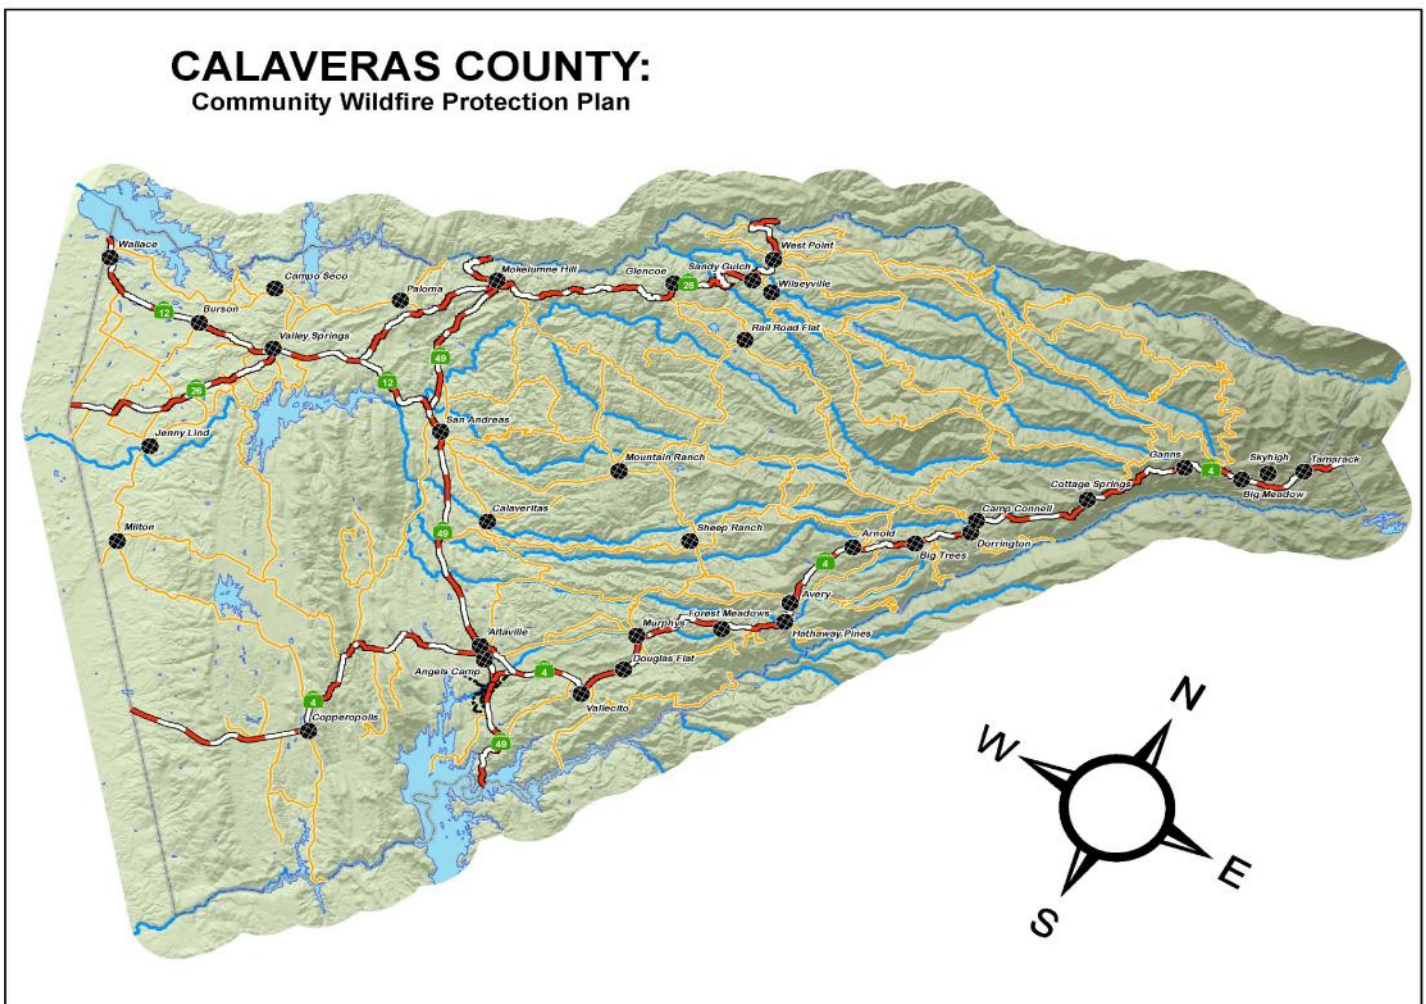 CALAVERAS COUNTY:
Community Wildfire Protection Plan
Wallace
Campo Seco
Paloma
Mokelumne Hill
Glencoe
Sandy Gulch
West Point
26
Wilseyville
12
Burson
Valley Springs
Rail Road Flat
49
12
26
San Andreas
Jenny Lind
Mountain Ranch
Ganns
Skyhigh
Tamarack
4
Big Meadow
Cottage Springs
Calaveritas
Camp Connell
Milton
49
Sheep Ranch
Arnold
Dorrington
Big Trees
4
Avery
Forest Meadows
Murphys
Hathaway Pines
Altaville
Angels Camp
4
Douglas Flat
Vallecito
4
Copperopolis
49
N
W
E
S